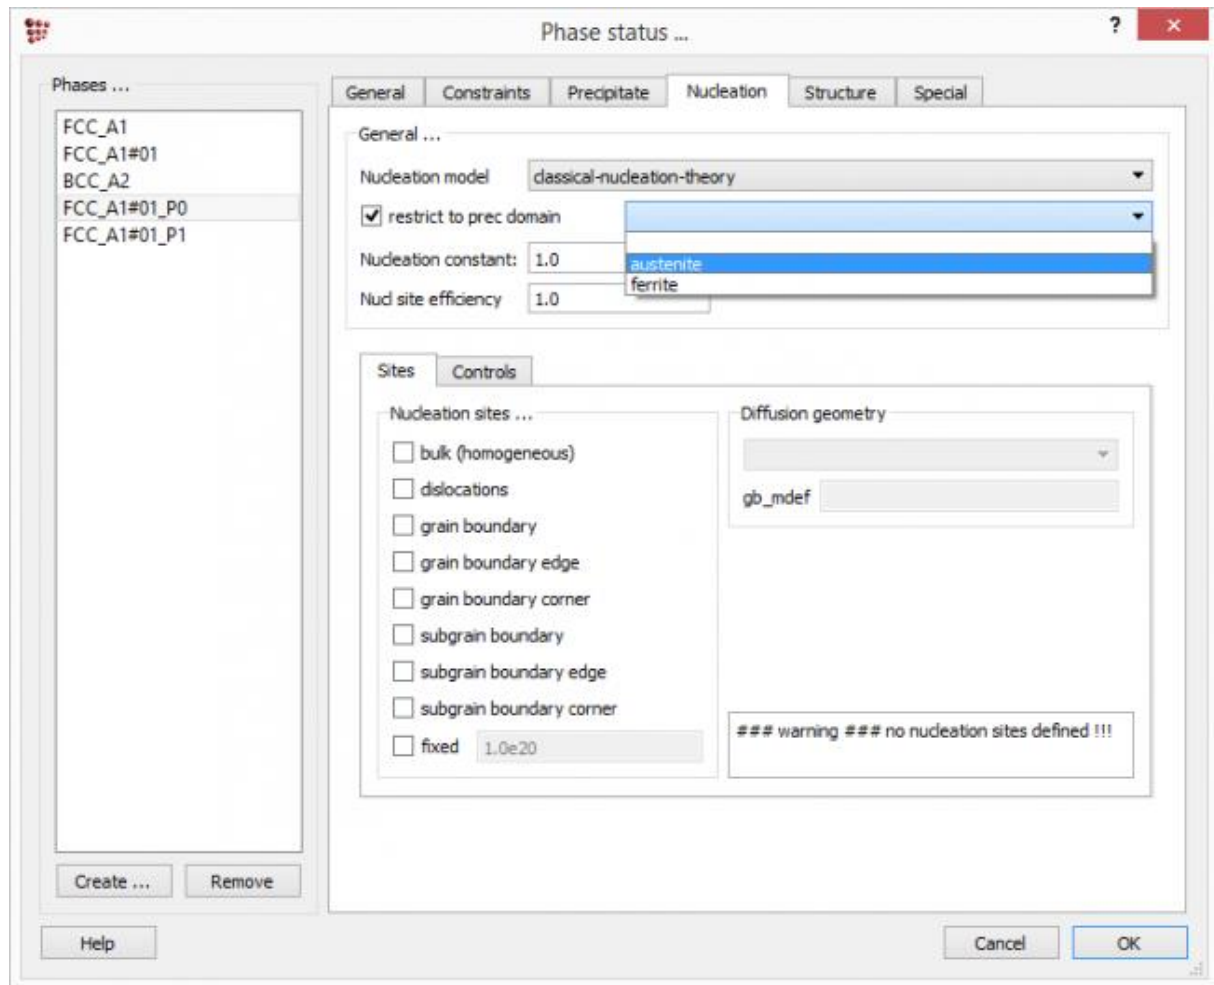 Phase status ...
?
Phases ...
FCC_A1
FCC_A1#01
BCC_A2
FCC_A1#01_P0
FCC_A1#01_P1
Create ...
Remove
General
Constraints
Precipitate
Nucleation
Structure
Special
General ...
Nucleation model
classical-nucleation-theory
restrict to prec domain
austenite
ferrite
Nucleation constant:
1.0
Nucl site efficiency
1.0
Sites
Controls
Nucleation sites ...
bulk (homogeneous)
dislocations
grain boundary
grain boundary edge
grain boundary corner
subgrain boundary
subgrain boundary edge
subgrain boundary corner
fixed
1.0e20
Diffusion geometry
gb_mdef
### warning ### no nucleation sites defined !!!
Help
Cancel
OK